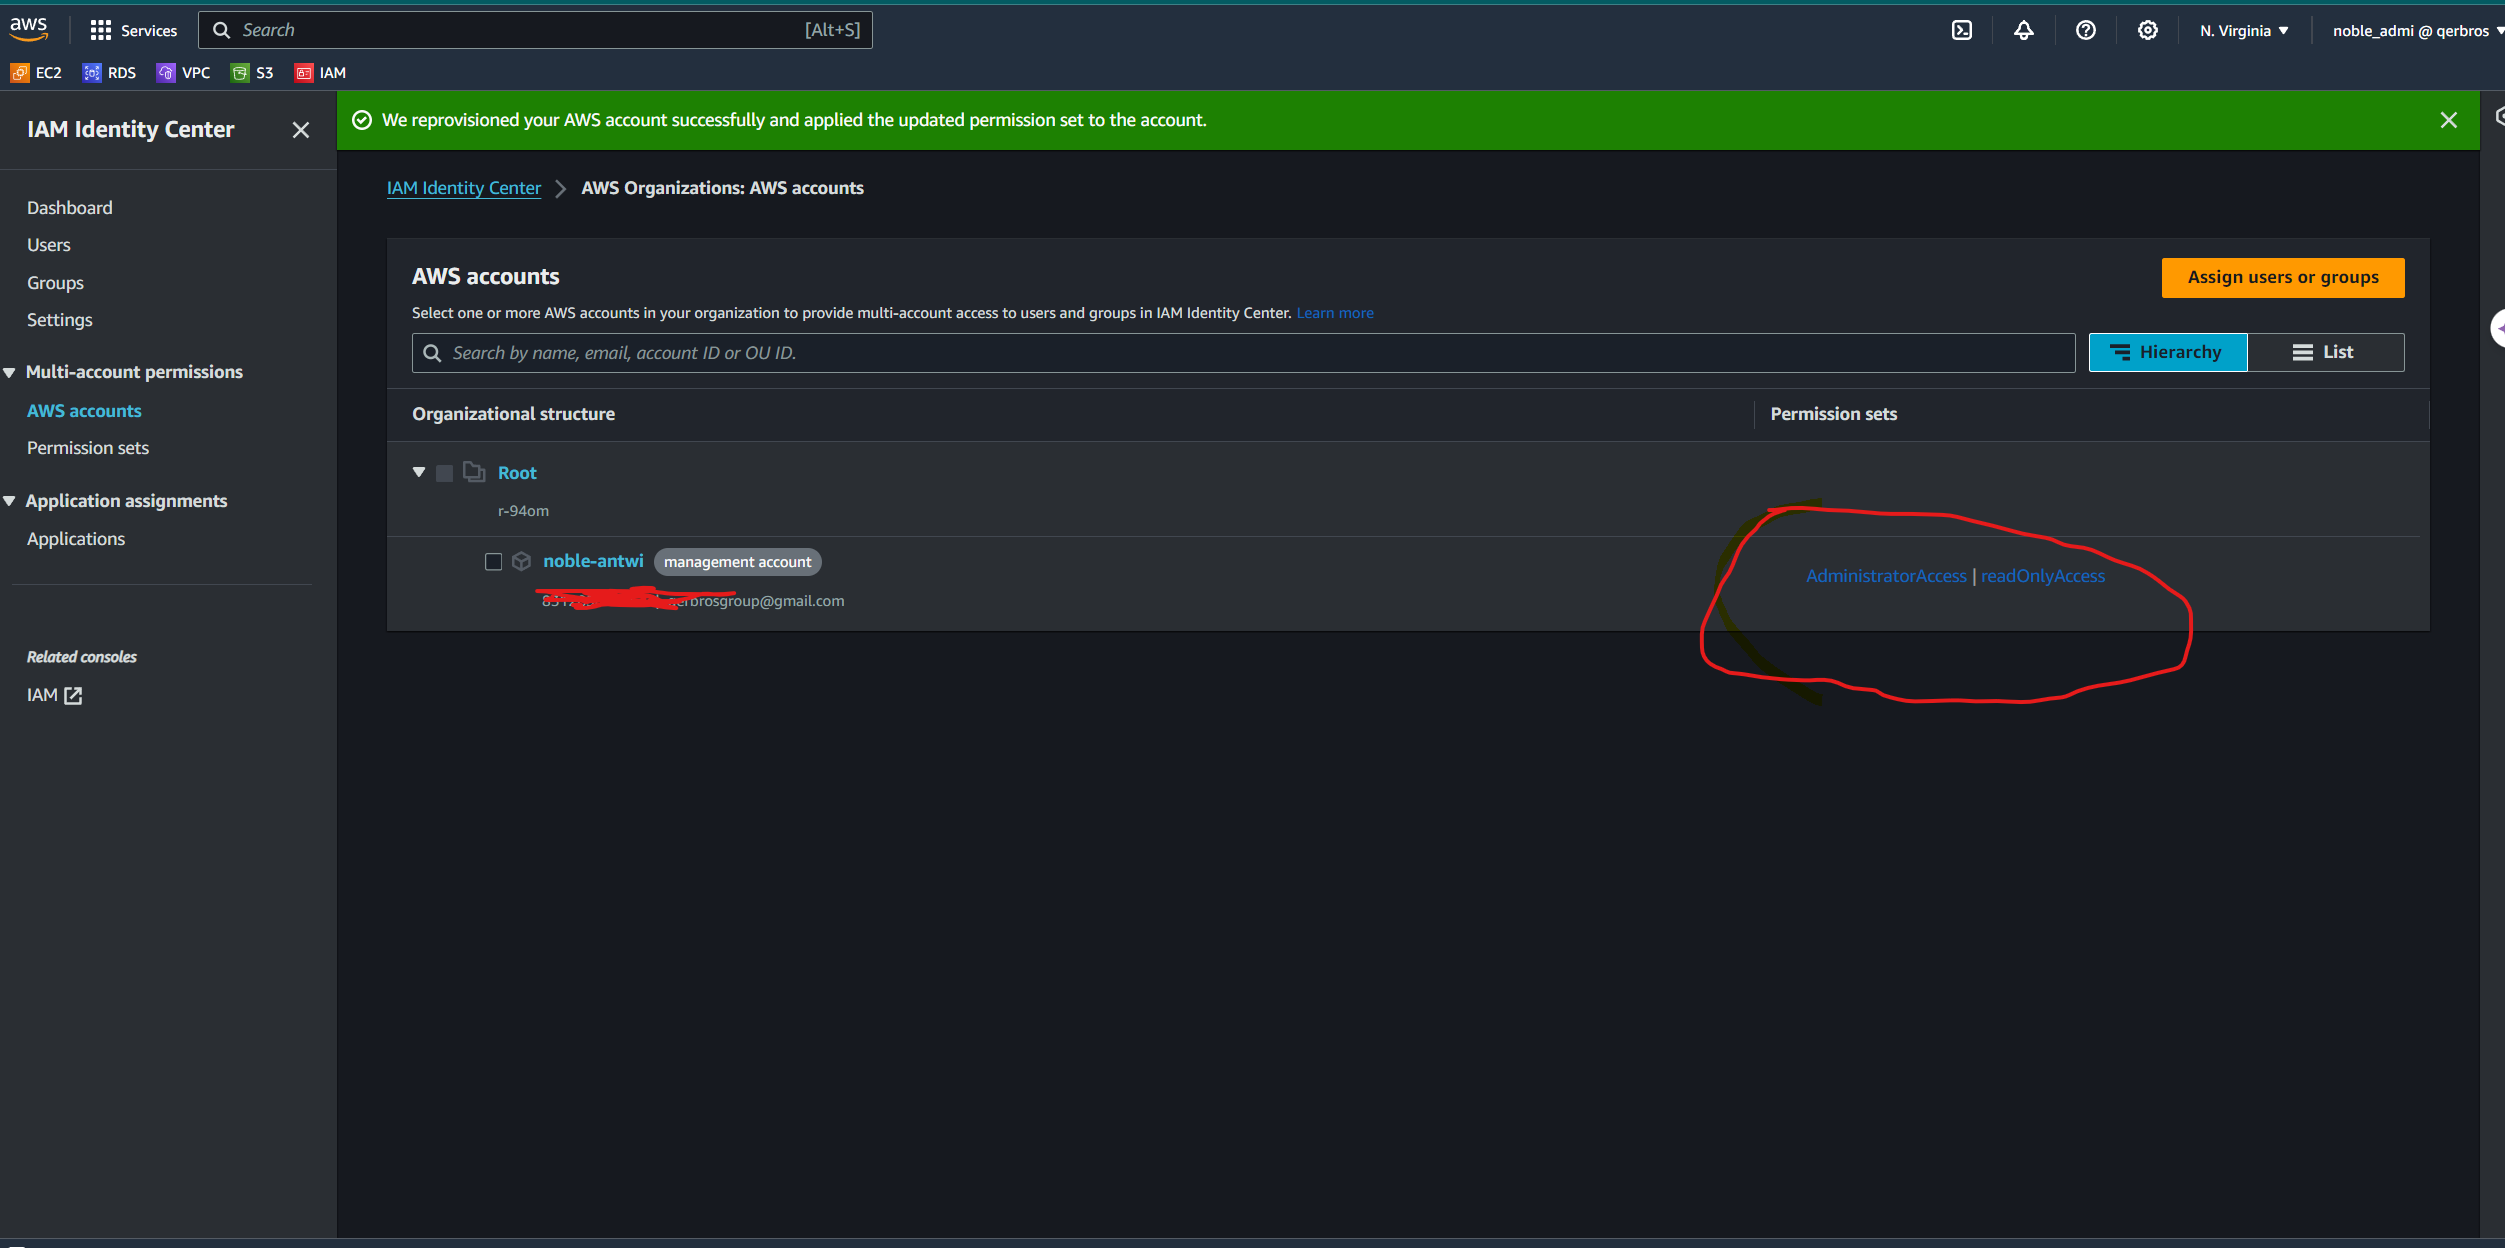 aws
Services
Search
[Alt+S]
N. Virginia
noble_admi @ qerbros
EC2
RDS
VPC
S3
IAM
IAM Identity Center
We reprovisioned your AWS account successfully and applied the updated permission set to the account.
Dashboard
Users
Groups
Settings
Multi-account permissions
AWS accounts
Permission sets
Application assignments
Applications
Related consoles
IAM
IAM Identity Center
AWS Organizations: AWS accounts
AWS accounts
Assign users or groups
Select one or more AWS accounts in your organization to provide multi-account access to users and groups in IAM Identity Center. Learn more
Search by name, email, account ID or OU ID.
Hierarchy
List
Organizational structure
Permission sets
Root
r-94om
noble-antwi
management account
AdministratorAccess | readOnlyAccess